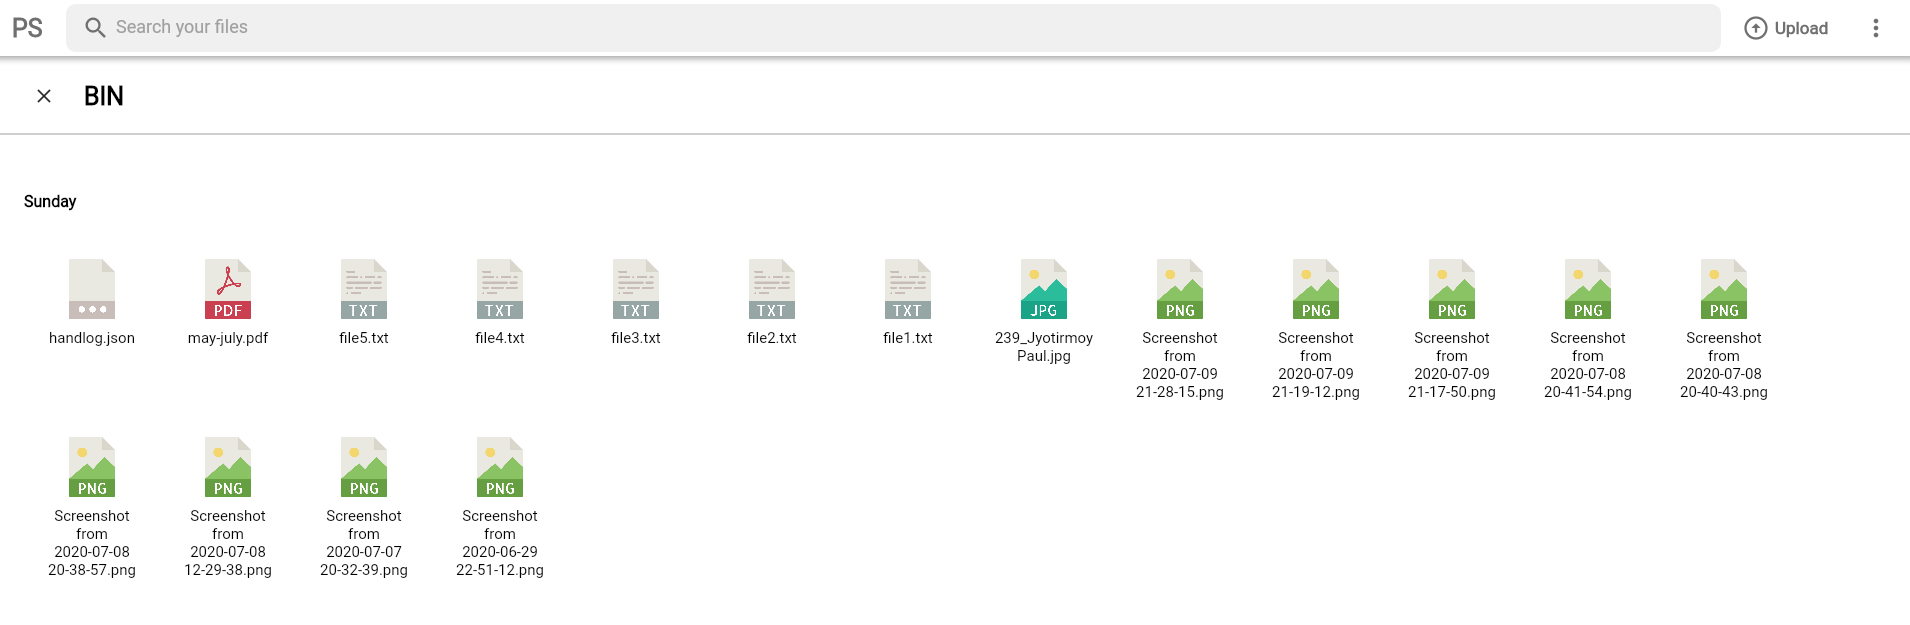 PS
Search your files
Upload
BIN
Sunday
PDF
TXT
TXT
TXT
TXT
TXT
JPG
PNG
PNG
PNG
PNG
PNG
handlog.json
may-july.pdf
file5.txt
file4.txt
file3.txt
file2.txt
file1.txt
239_Jyotirmoy
Paul.jpg
Screenshot
from
2020-07-09
21-28-15.png
Screenshot
from
2020-07-09
21-19-12.png
Screenshot
from
2020-07-09
21-17-50.png
Screenshot
from
2020-07-08
20-41-54.png
Screenshot
from
2020-07-08
20-40-43.png
PNG
PNG
PNG
PNG
Screenshot
from
2020-07-08
20-38-57.png
Screenshot
from
2020-07-08
12-29-38.png
Screenshot
from
2020-07-07
20-32-39.png
Screenshot
from
2020-06-29
22-51-12.png